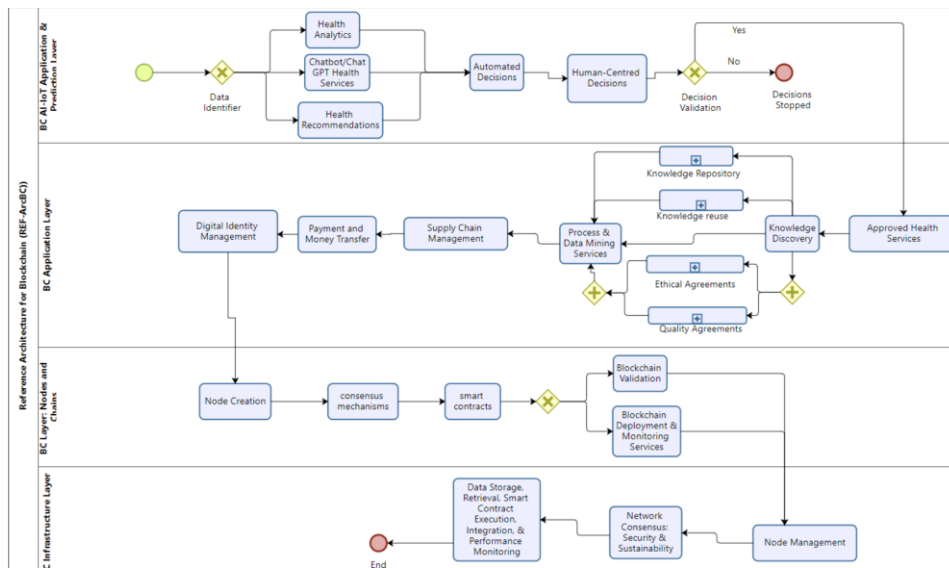 Reference Architecture for Blockchain (REF-ArcBC))
BC AI-IoT Application &
Prediction Layer
Data
Identifier
Health
Analytics
Chatbot/Chat
GPT Health
Services
Health
Recommendations
Automated
Decisions
Human-Centred
Decisions
Decision
Validation
Yes
No
Decisions
Stopped
BC Application Layer
Digital Identity
Management
Payment and
Money Transfer
Supply Chain
Management
Process &
Data Mining
Services
Knowledge Repository
Knowledge reuse
Ethical Agreements
Quality Agreements
Knowledge
Discovery
Approved Health
Services
BC Layer: Nodes and
Chains
Node Creation
consensus
mechanisms
smart
contracts
Blockchain
Validation
Blockchain
Deployment &
Monitoring
Services
C Infrastructure Layer
End
Data Storage,
Retrieval, Smart
Contract
Execution,
Integration, &
Performance
Monitoring
Network
Consensus:
Security &
Sustainability
Node Management